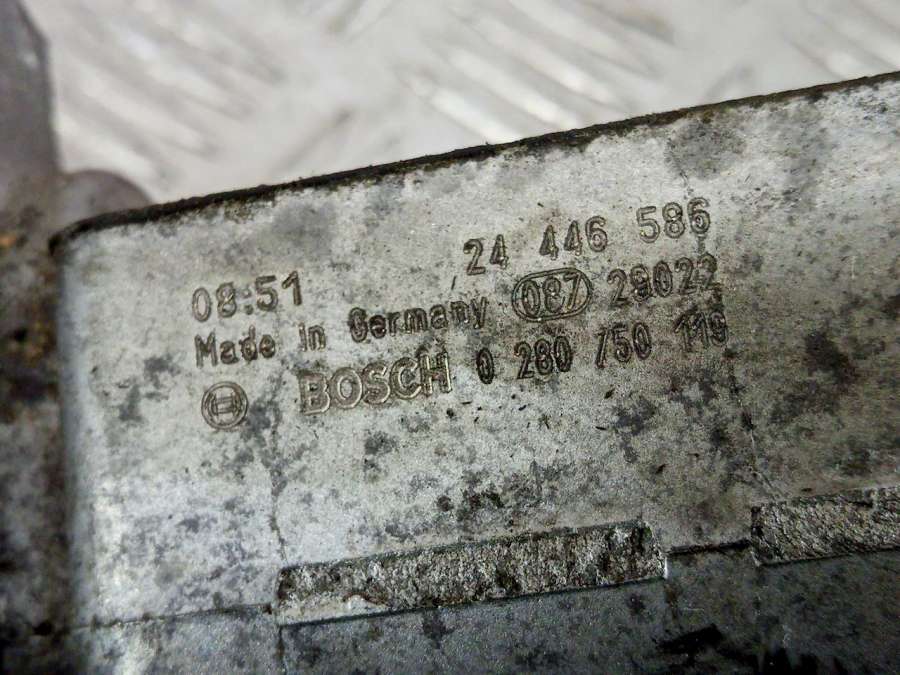 24 446 586
08:51 087 29022
Made in Germany
BOSCH 0 280 750 119